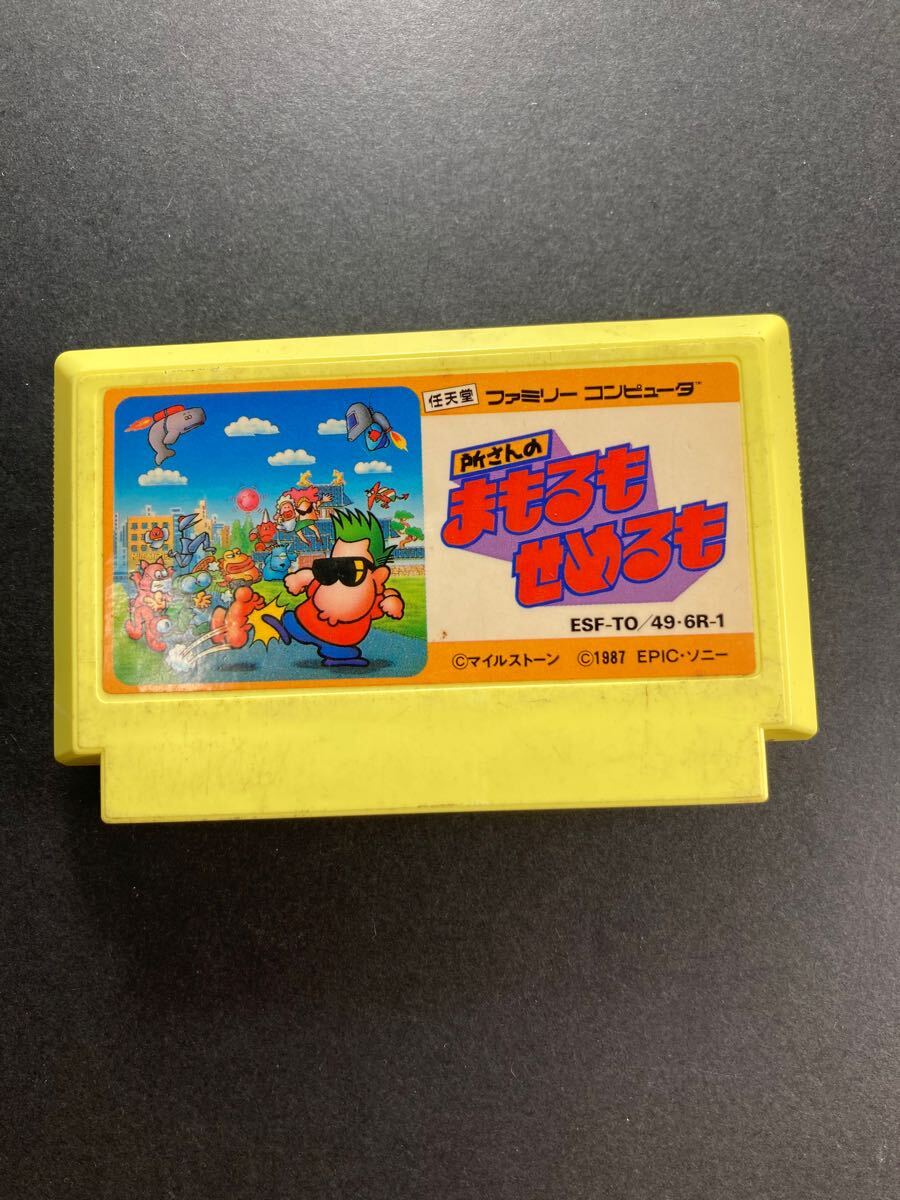 任天堂 ファミリー コンピュータ™
所さんの
まもるも
せめるも
ESF-TO/49・6R-1
©マイルストーン ©1987 EPIC・ソニー